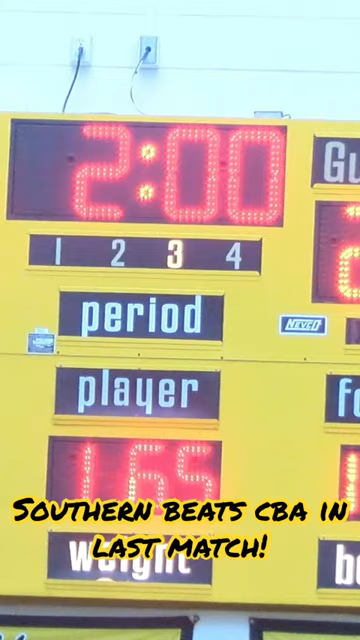 2:00
Gu
1 2 3 4
period
NEVCO
player
fo
165
SOUTHERN BEATS CBA IN
LAST MATCH!
weight
bo